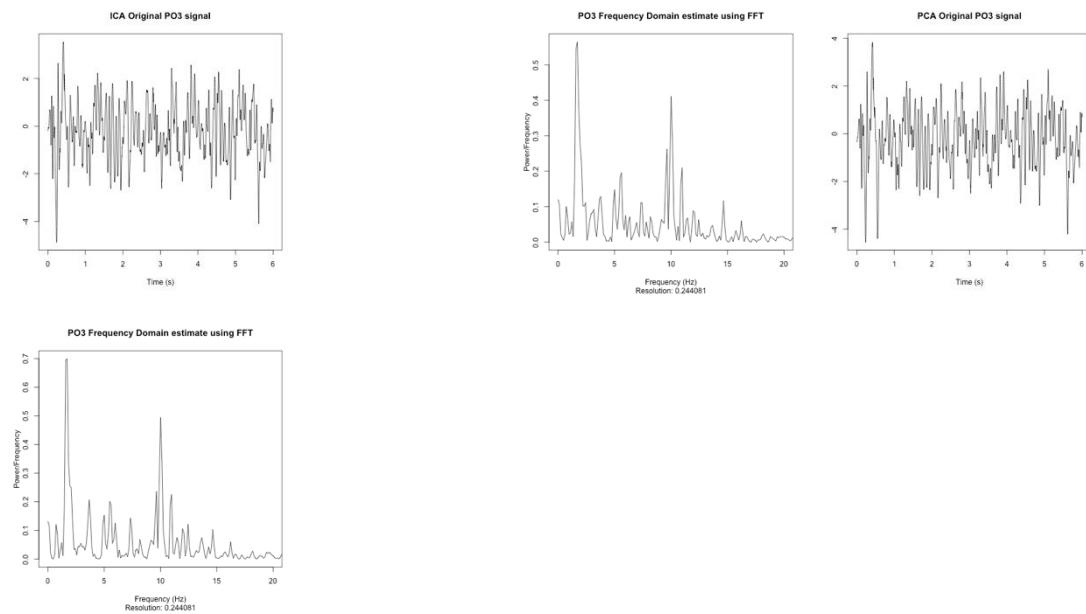 ICA Original PO3 signal
2
0
-2
-4
0 1 2 3 4 5 6
Time (s)
PO3 Frequency Domain estimate using FFT
Power/Frequency
0.5
0.4
0.3
0.2
0.1
0.0
0 5 10 15 20
Frequency (Hz)
Resolution: 0.244081
PCA Original PO3 signal
4
2
0
-2
-4
0 1 2 3 4 5 6
Time (s)
PO3 Frequency Domain estimate using FFT
Power/Frequency
0.7
0.6
0.5
0.4
0.3
0.2
0.1
0.0
0 5 10 15 20
Frequency (Hz)
Resolution: 0.244081